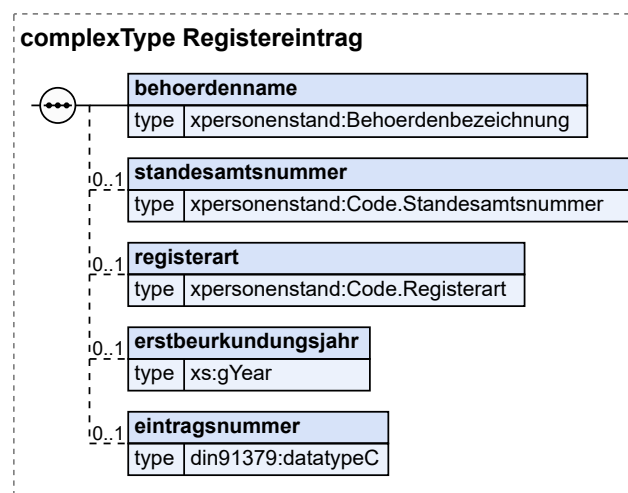 complexType Registereintrag
behoerdenname
type xpersonenstand:Behoerdenbezeichnung
0..1 standesamtsnummer
type xpersonenstand:Code.Standesamtsnummer
0..1 registerart
type xpersonenstand:Code.Registerart
0..1 erstbeurkundungsjahr
type xs:gYear
0..1 eintragsnummer
type din91379:datatypeC